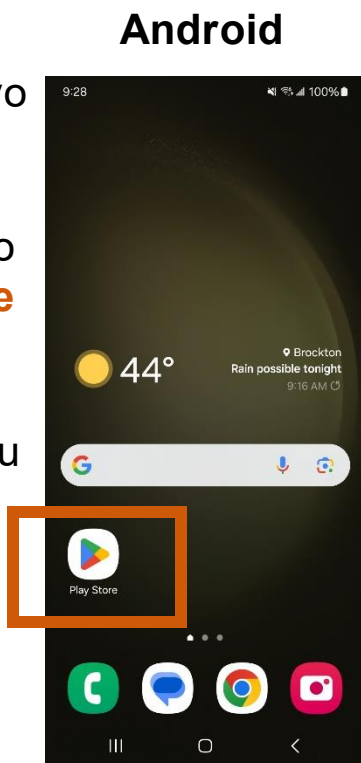 Android
9:28
100%
44°
Brockton
Rain possible tonight
9:16 AM
Play Store